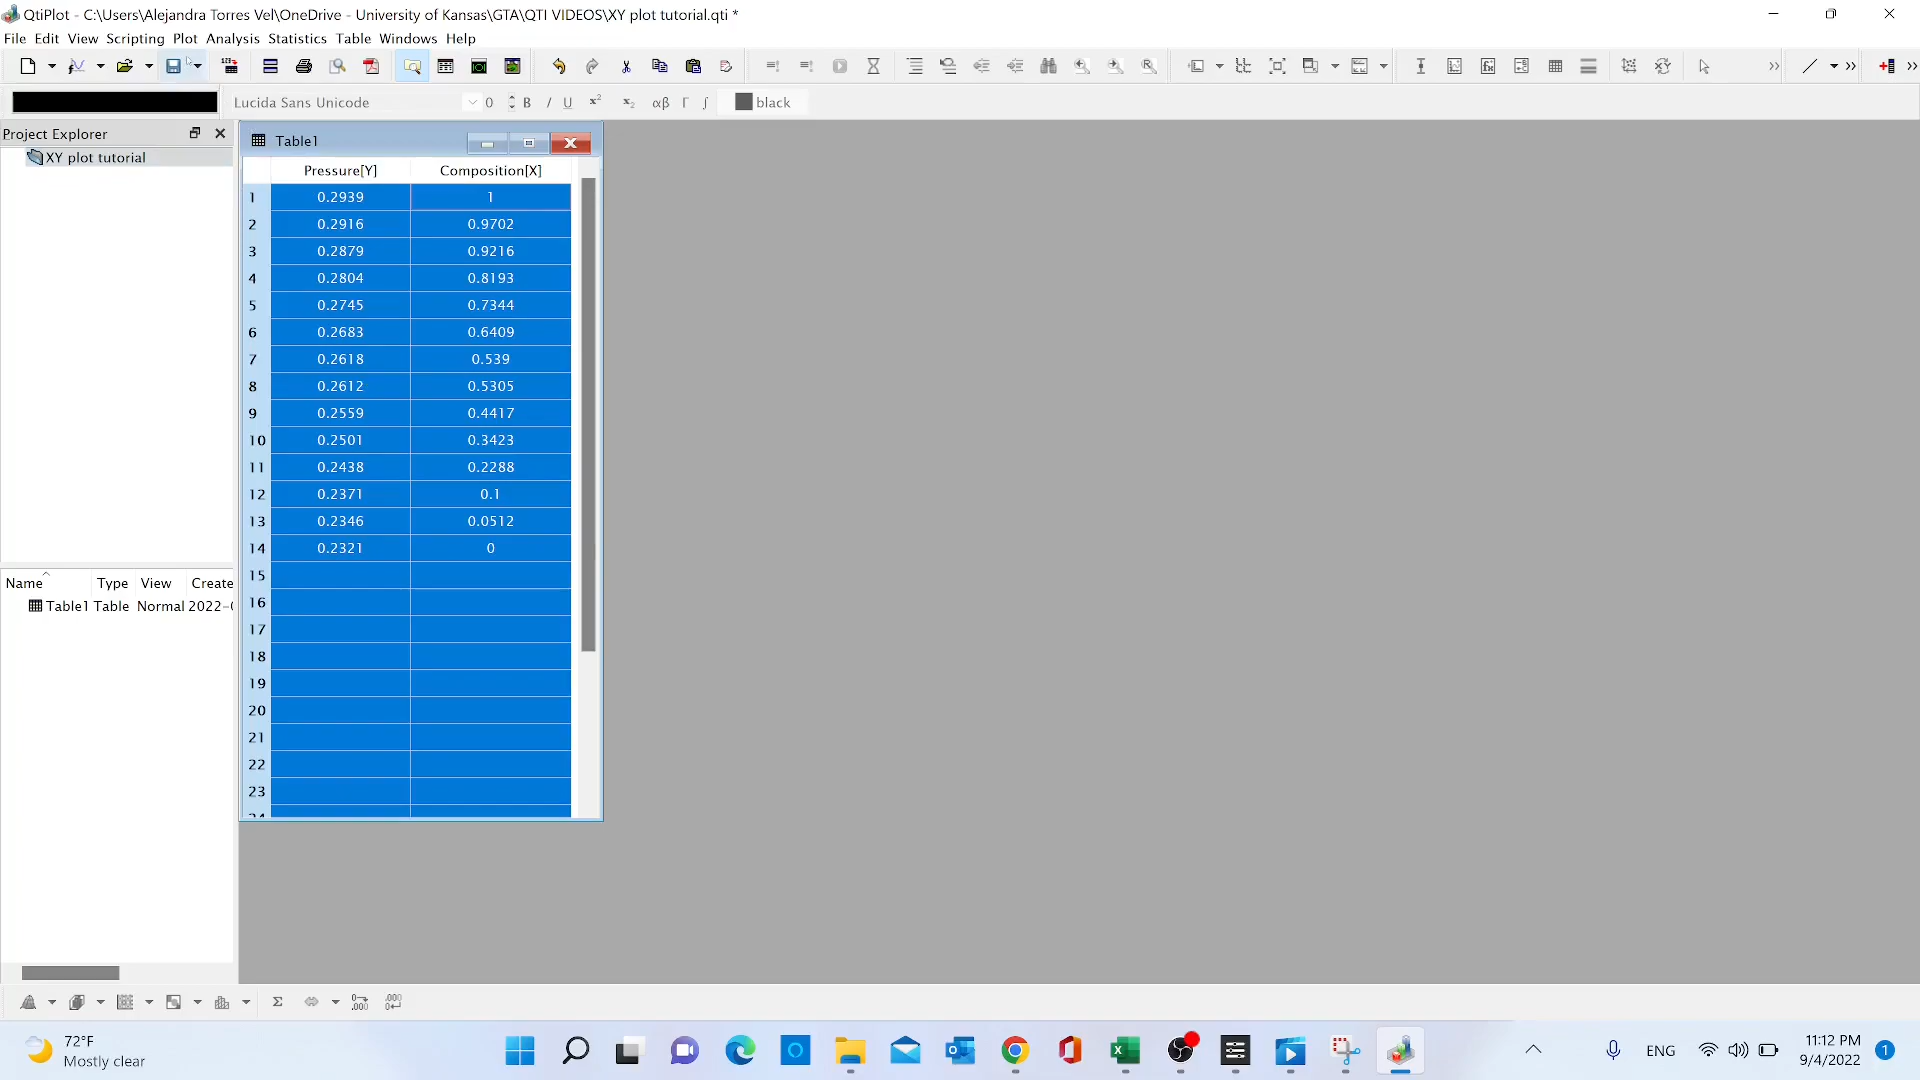 QtiPlot - C:\Users\Alejandra Torres Vel\OneDrive - University of Kansas\GTA\QTI VIDEOS\XY plot tutorial.qti *
File Edit View Scripting Plot Analysis Statistics Table Windows Help
Lucida Sans Unicode 0 B I U x² x₂ αβ Γ ∫ black
Project Explorer
XY plot tutorial
Table1
Pressure[Y] Composition[X]
1 0.2939 1
2 0.2916 0.9702
3 0.2879 0.9216
4 0.2804 0.8193
5 0.2745 0.7344
6 0.2683 0.6409
7 0.2618 0.539
8 0.2612 0.5305
9 0.2559 0.4417
10 0.2501 0.3423
11 0.2438 0.2288
12 0.2371 0.1
13 0.2346 0.0512
14 0.2321 0
15
16
17
18
19
20
21
22
23
24
Name Type View Create
Table1 Table Normal 2022-
72°F
Mostly clear
ENG
11:12 PM
9/4/2022
1